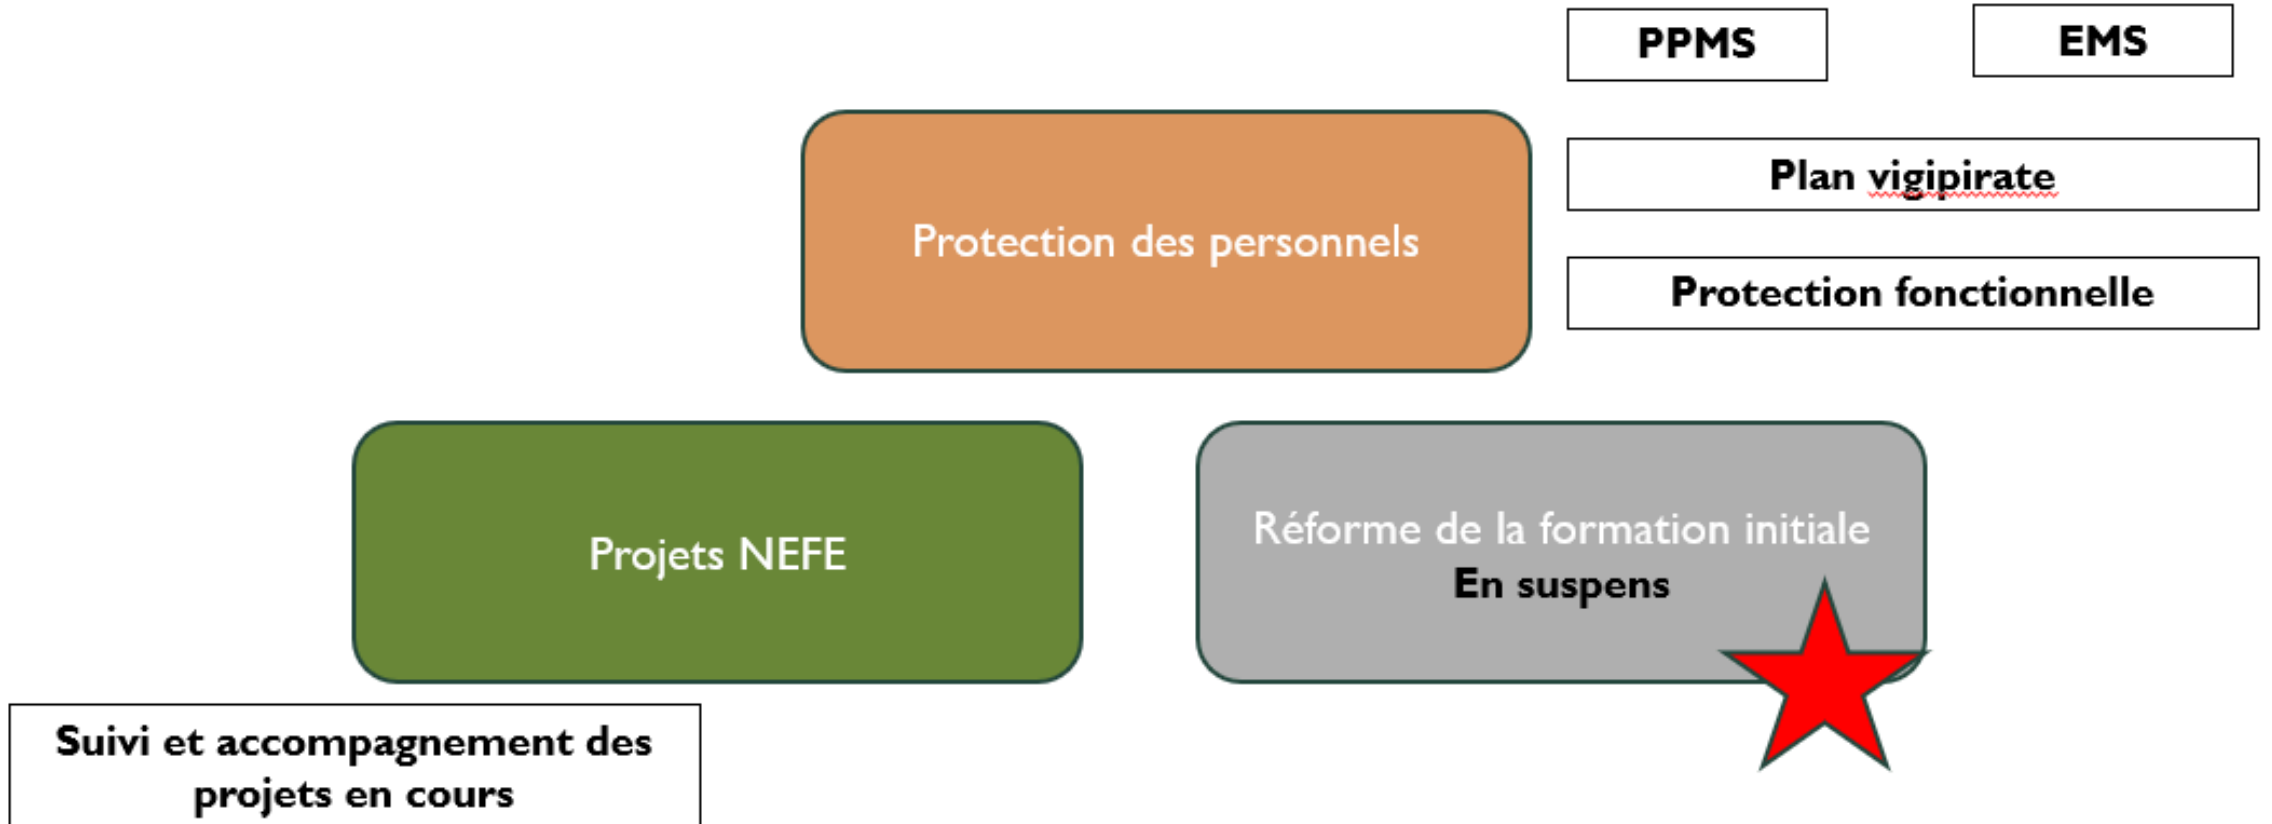 PPMS
EMS
Plan vigipirate
Protection des personnels
Protection fonctionnelle
Projets NEFE
Réforme de la formation initiale
En suspens
Suivi et accompagnement des
projets en cours